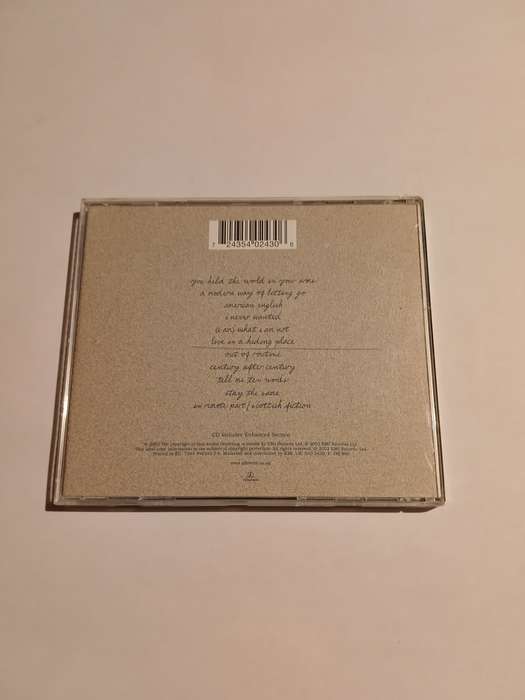 7 24354 02430 6
you held the world in your arms
a modern way of letting go
american english
i never wanted
(i am) what i am not
live in a hiding place
out of routine
century after century
tell me ten words
stay the same
in remote part/scottish fiction
CD Includes Enhanced Section